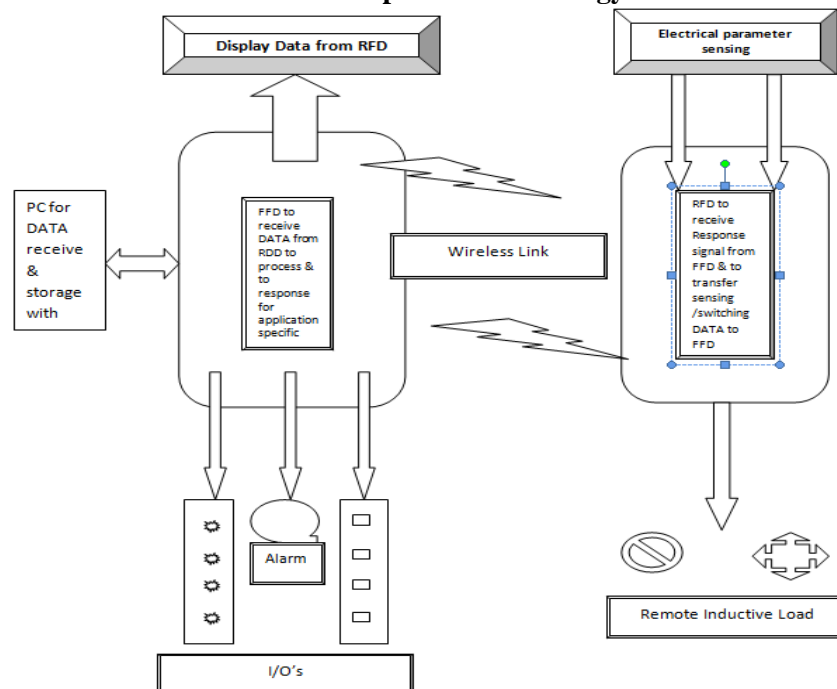 Display Data from RFD
Electrical parameter
sensing
PC for
DATA
receive
&
storage
with
FFD to
receive
DATA from
RDD to
process &
to
response
for
application
specific
Wireless Link
RFD to
receive
Response
signal from
FFD & to
transfer
sensing
/switching
DATA to
FFD
Alarm
I/O's
Remote Inductive Load